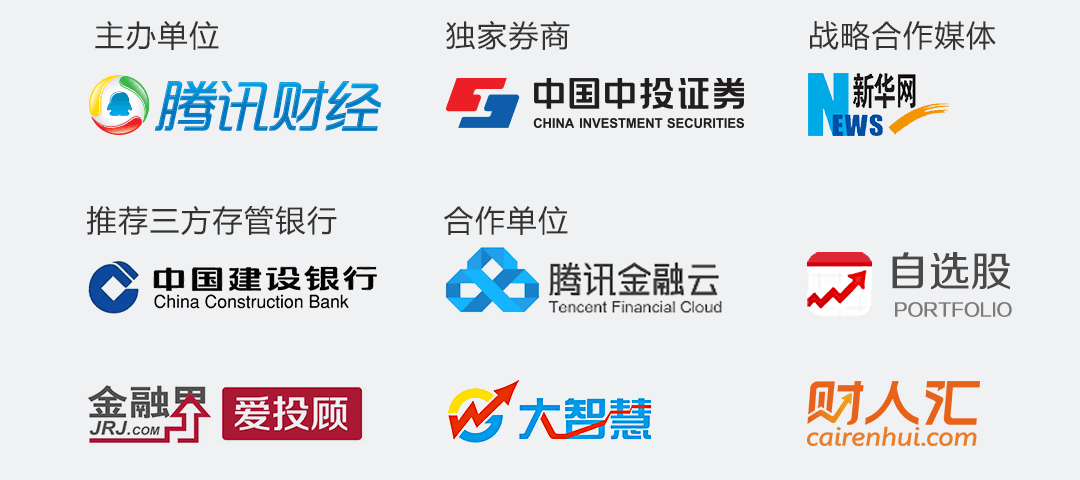 主办单位
独家券商
战略合作媒体
腾讯财经
中国中投证券
CHINA INVESTMENT SECURITIES
新华网
NEWS
推荐三方存管银行
合作单位
中国建设银行
China Construction Bank
腾讯金融云
Tencent Financial Cloud
自选股
PORTFOLIO
金融界
JRJ.COM
爱投顾
大智慧
财人汇
cairenhui.com